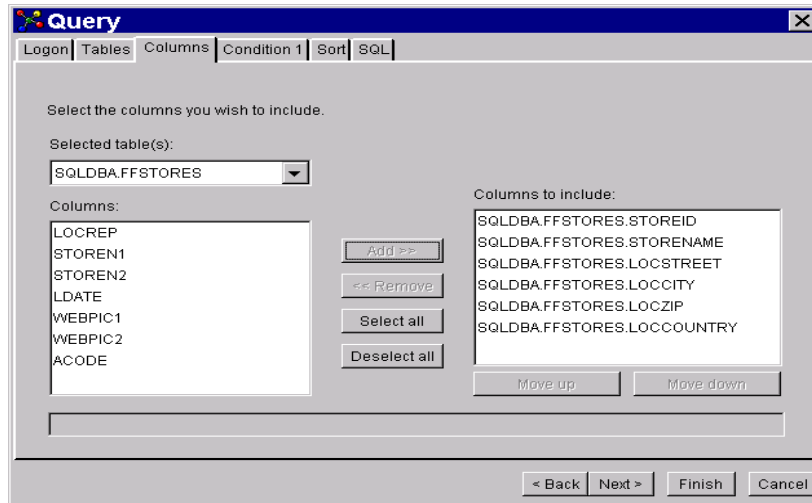 Query
Logon Tables Columns Condition 1 Sort SQL
Select the columns you wish to include.
Selected table(s):
SQLDBA.FFSTORES
Columns:
LOCREP
STOREN1
STOREN2
LDATE
WEBPIC1
WEBPIC2
ACODE
Add >>
<< Remove
Select all
Deselect all
Columns to include:
SQLDBA.FFSTORES.STOREID
SQLDBA.FFSTORES.STORENAME
SQLDBA.FFSTORES.LOCSTREET
SQLDBA.FFSTORES.LOCCITY
SQLDBA.FFSTORES.LOCZIP
SQLDBA.FFSTORES.LOCCOUNTRY
Move up Move down
< Back Next > Finish Cancel